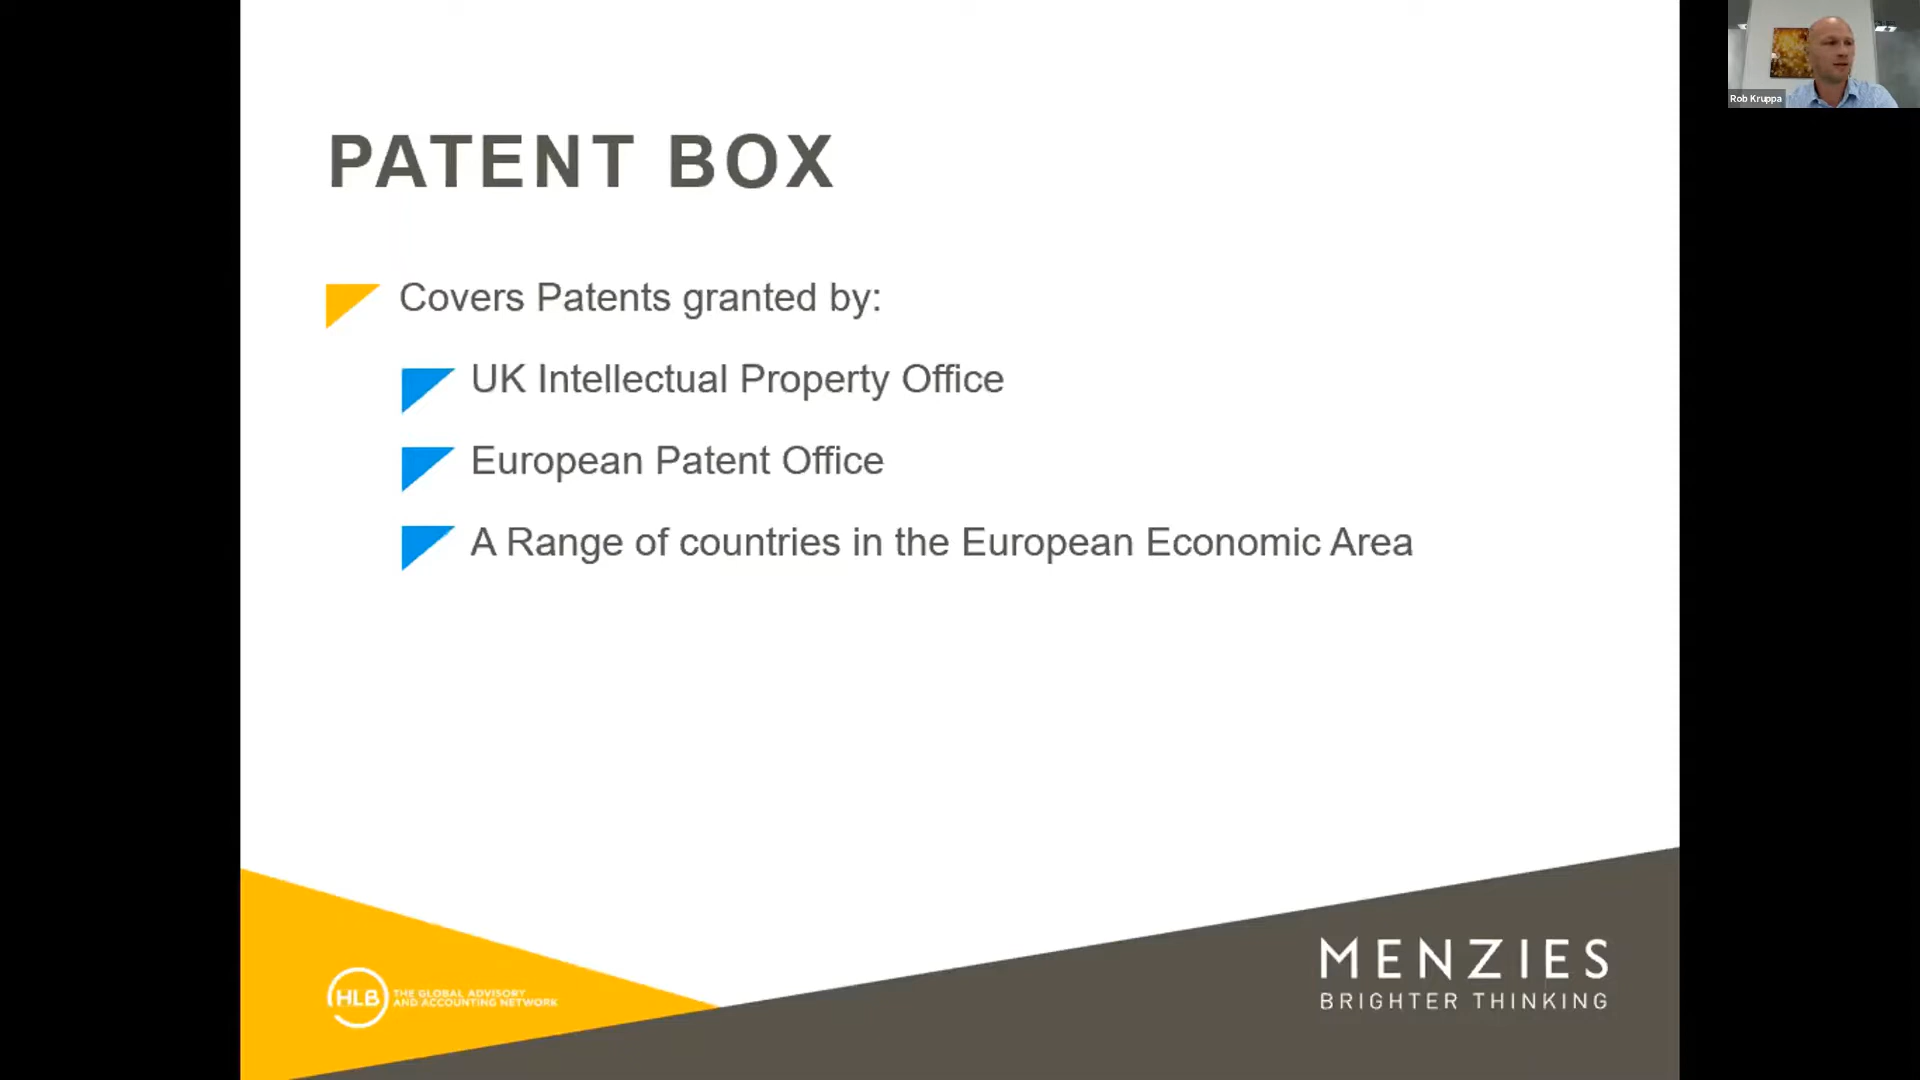 Rob Kruppa
PATENT BOX
Covers Patents granted by:
UK Intellectual Property Office
European Patent Office
A Range of countries in the European Economic Area
HLB THE GLOBAL ADVISORY
AND ACCOUNTING NETWORK
MENZIES
BRIGHTER THINKING